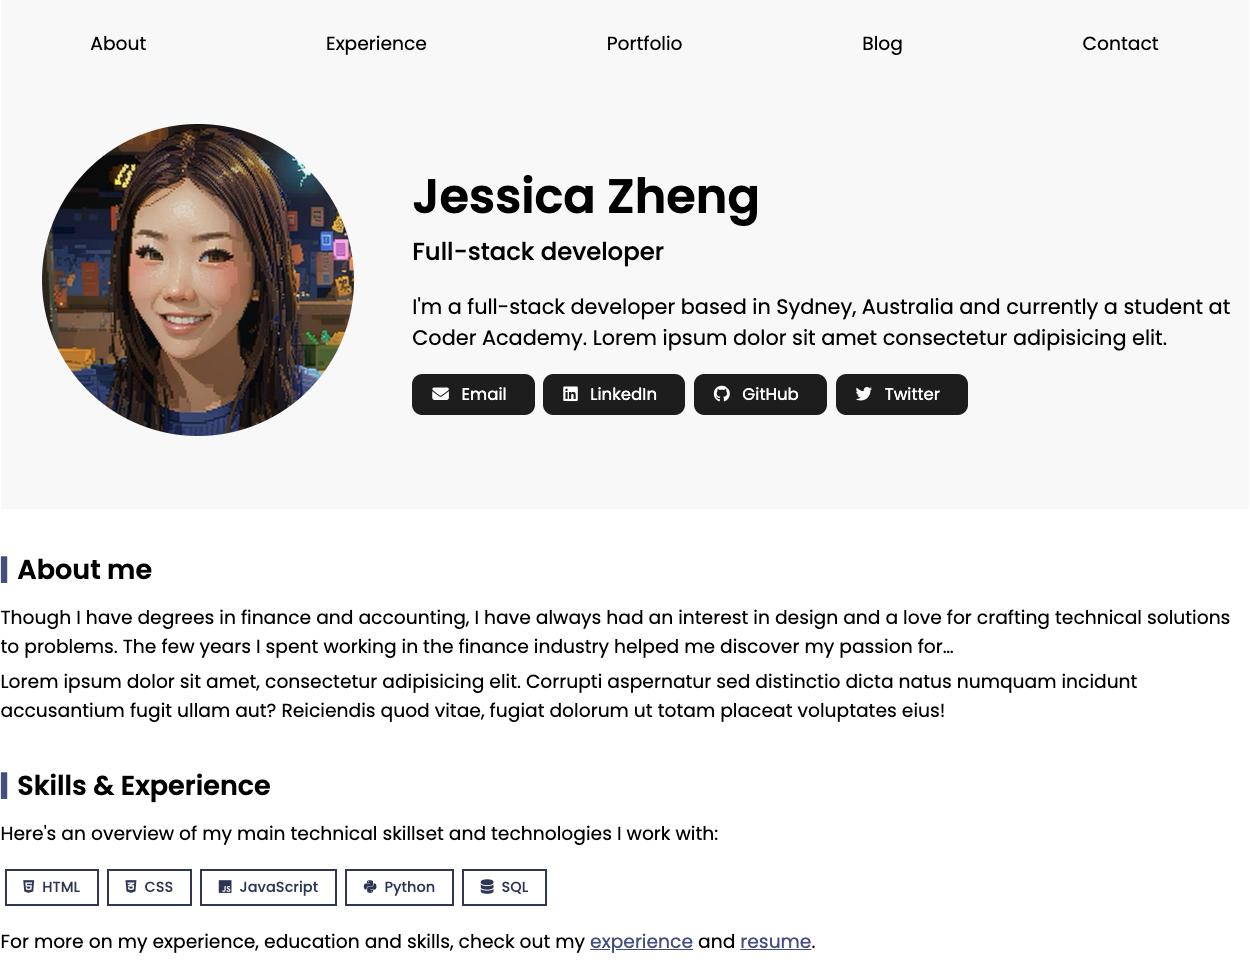 About Experience Portfolio Blog Contact
Jessica Zheng
Full-stack developer
I'm a full-stack developer based in Sydney, Australia and currently a student at
Coder Academy. Lorem ipsum dolor sit amet consectetur adipisicing elit.
Email LinkedIn GitHub Twitter
About me
Though I have degrees in finance and accounting, I have always had an interest in design and a love for crafting technical solutions
to problems. The few years I spent working in the finance industry helped me discover my passion for...
Lorem ipsum dolor sit amet, consectetur adipisicing elit. Corrupti aspernatur sed distinctio dicta natus numquam incidunt
accusantium fugit ullam aut? Reiciendis quod vitae, fugiat dolorum ut totam placeat voluptates eius!
Skills & Experience
Here's an overview of my main technical skillset and technologies I work with:
HTML CSS JavaScript Python SQL
For more on my experience, education and skills, check out my experience and resume.